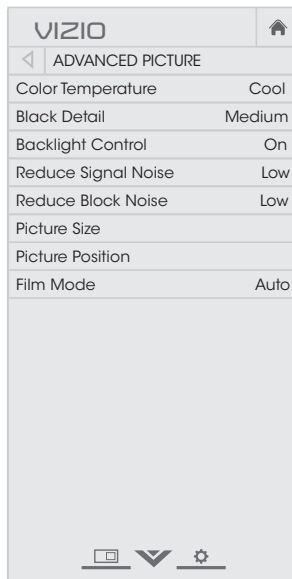 VIZIO
ADVANCED PICTURE
Color Temperature Cool
Black Detail Medium
Backlight Control On
Reduce Signal Noise Low
Reduce Block Noise Low
Picture Size
Picture Position
Film Mode Auto